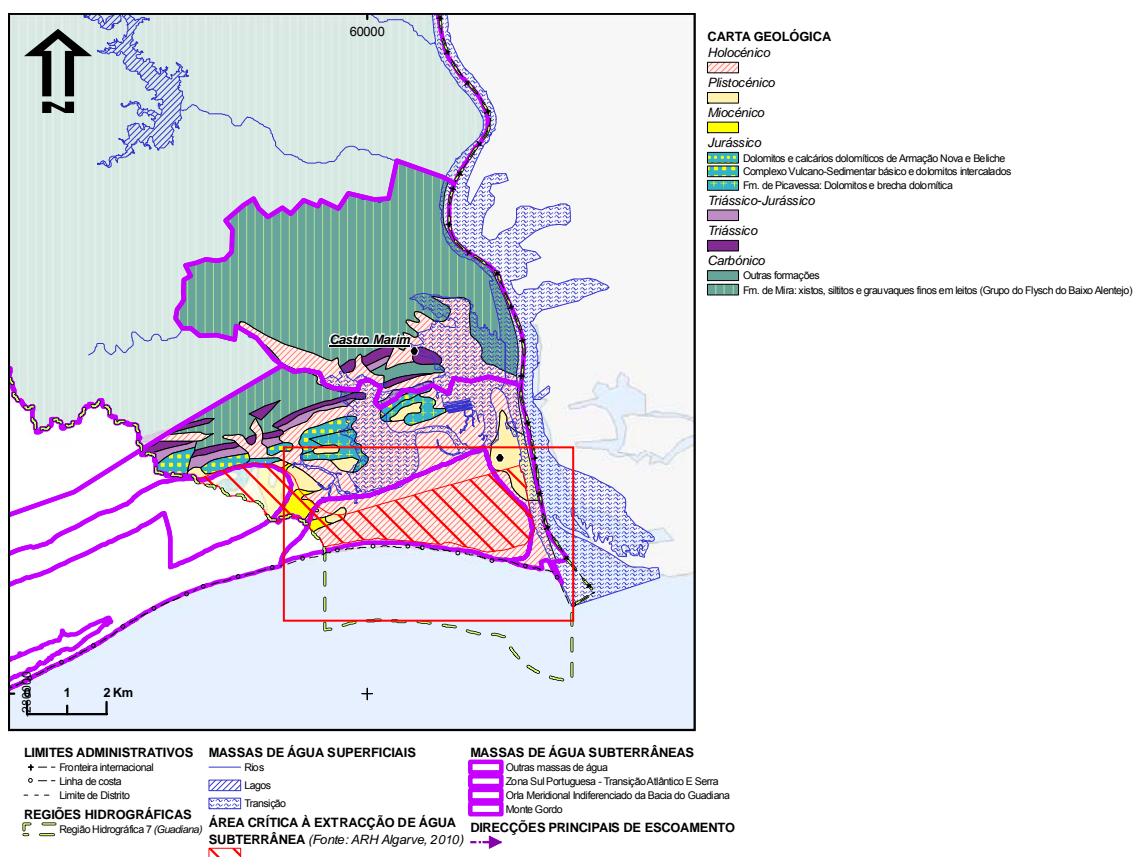 60000
N
Castro Marim
280000
0 1 2 Km
CARTA GEOLÓGICA
Holocénico
Plistocénico
Miocénico
Jurássico
Dolomitos e calcários dolomíticos de Armação Nova e Beliche
Complexo Vulcano-Sedimentar básico e dolomitos intercalados
Fm. de Picavessa: Dolomitos e brecha dolomítica
Triássico-Jurássico
Triássico
Carbónico
Outras formações
Fm. de Mira: xistos, siltitos e grauvaques finos em leitos (Grupo do Flysch do Baixo Alentejo)
LIMITES ADMINISTRATIVOS
Fronteira internacional
Linha de costa
Limite de Distrito
REGIÕES HIDROGRÁFICAS
Região Hidrográfica 7 (Guadiana)
MASSAS DE ÁGUA SUPERFICIAIS
Rios
Lagos
Transição
ÁREA CRÍTICA À EXTRACÇÃO DE ÁGUA
SUBTERRÂNEA (Fonte: ARH Algarve, 2010)
MASSAS DE ÁGUA SUBTERRÂNEAS
Outras massas de água
Zona Sul Portuguesa - Transição Atlântico E Serra
Orla Meridional Indiferenciado da Bacia do Guadiana
Monte Gordo
DIRECÇÕES PRINCIPAIS DE ESCOAMENTO